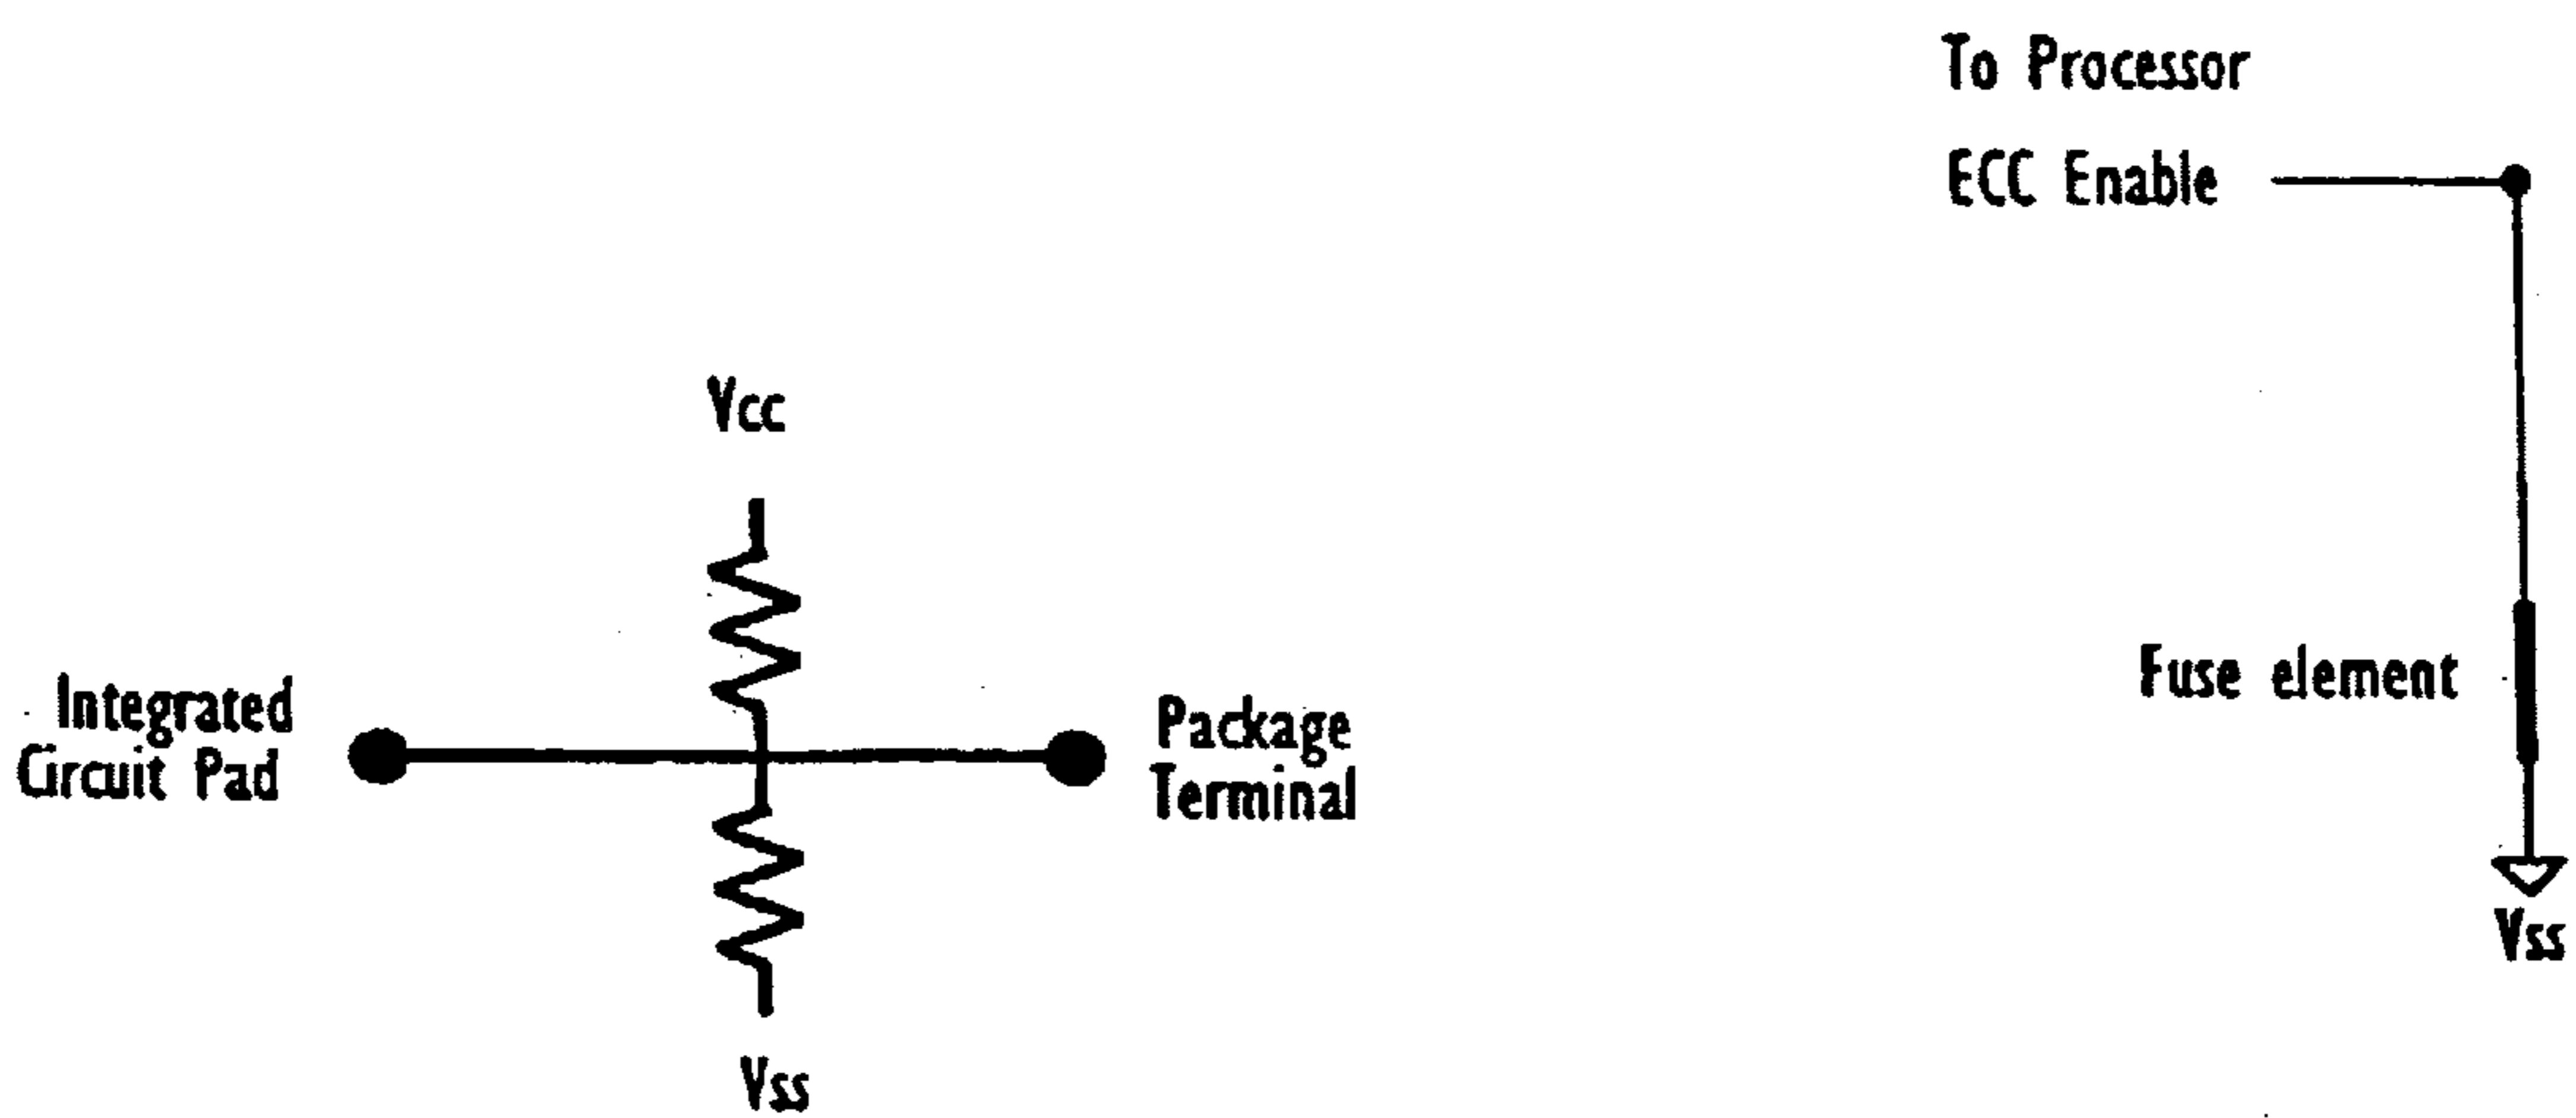 To Processor
ECC Enable
Vcc
Integrated
Circuit Pad
Package
Terminal
Fuse element
Vss
Vss